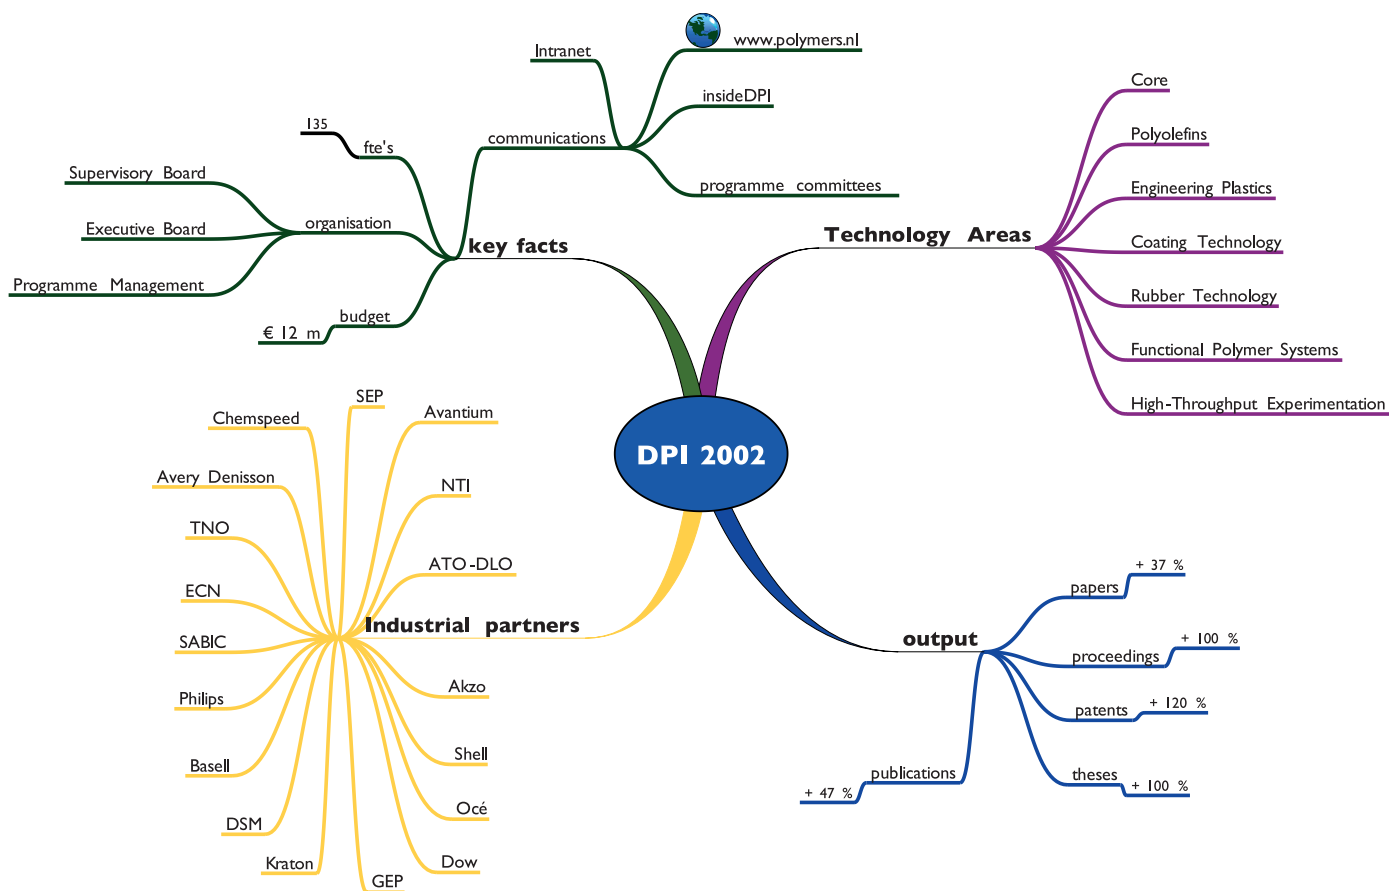 www.polymers.nl
Intranet
insideDPI
communications
programme committees
135
fte's
Supervisory Board
Executive Board
Programme Management
organisation
key facts
budget
€ 12 m
Technology Areas
Core
Polyolefins
Engineering Plastics
Coating Technology
Rubber Technology
Functional Polymer Systems
High-Throughput Experimentation
DPI 2002
SEP
Avantium
Chemspeed
Avery Denisson
NTI
TNO
ATO-DLO
ECN
Industrial partners
SABIC
Philips
Akzo
Basell
Shell
DSM
Océ
Kraton
Dow
GEP
output
papers
+ 37 %
proceedings
+ 100 %
patents
+ 120 %
theses
+ 100 %
publications
+ 47 %